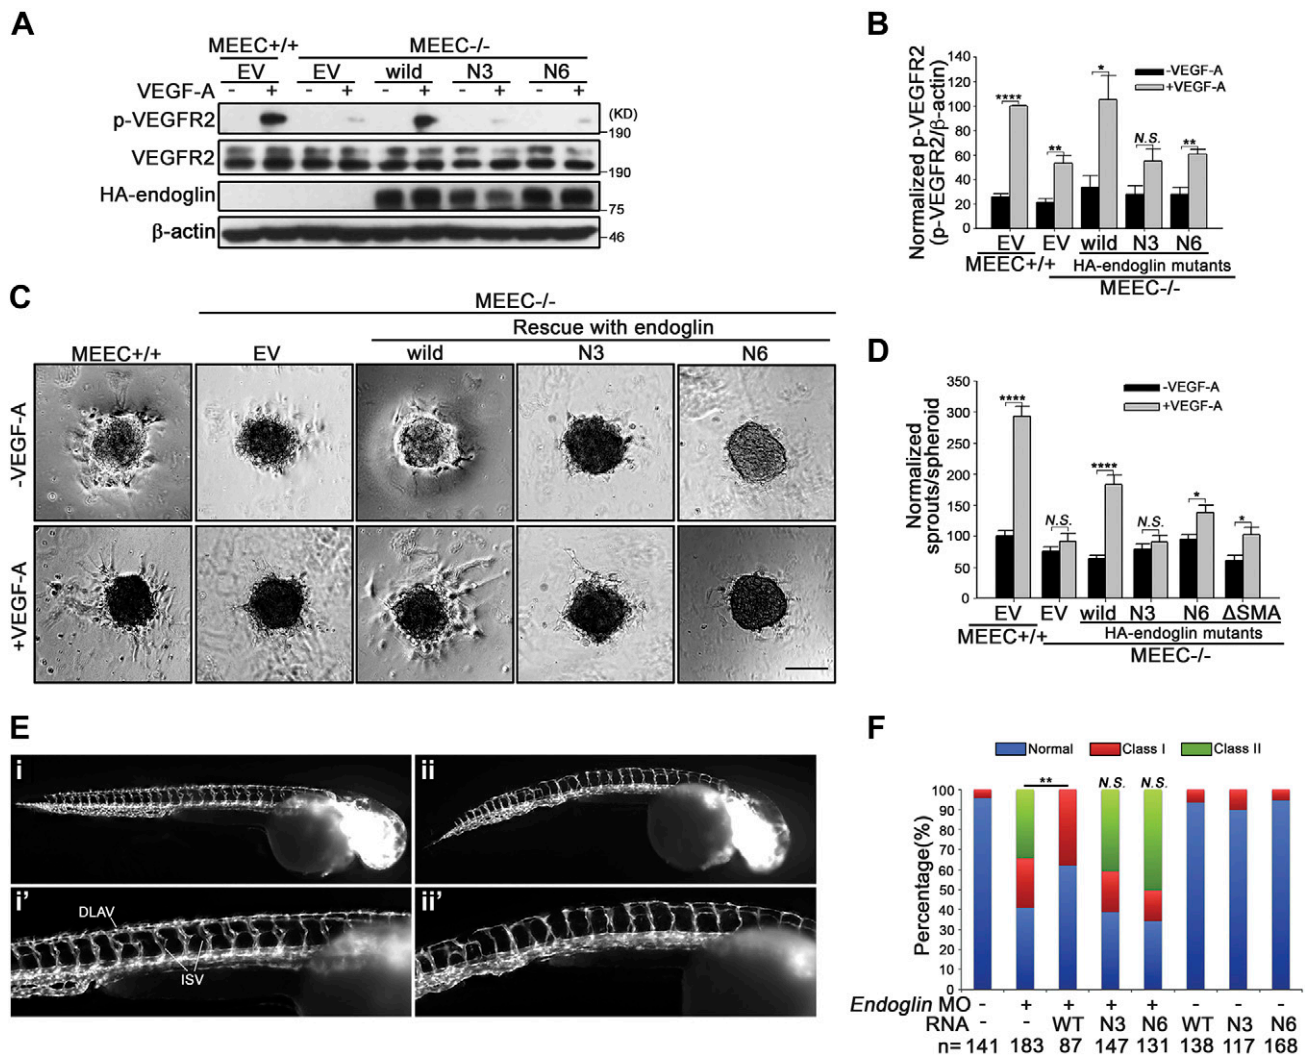 A
MEEC+/+ MEEC-/-
EV EV wild N3 N6
VEGF-A - + - + - + - + - +
p-VEGFR2 (KD)
190
VEGFR2
190
HA-endoglin
75
β-actin
46
B
Normalized p-VEGFR2
(p-VEGFR2/β-actin)
140
120
100
80
60
40
20
0
-VEGF-A
+VEGF-A
**** ** * N.S. **
EV EV wild N3 N6
MEEC+/+ HA-endoglin mutants
MEEC-/-
C
MEEC-/-
Rescue with endoglin
MEEC+/+ EV wild N3 N6
-VEGF-A
+VEGF-A
D
Normalized
sprouts/spheroid
350
300
250
200
150
100
50
0
-VEGF-A
+VEGF-A
**** N.S. **** N.S. * *
EV EV wild N3 N6 ΔSMA
MEEC+/+ HA-endoglin mutants
MEEC-/-
E
i ii
i' ii'
DLAV
ISV
F
Normal Class I Class II
** N.S. N.S.
Percentage(%)
100
90
80
70
60
50
40
30
20
10
0
Endoglin MO - + + + + - - -
RNA - - WT N3 N6 WT N3 N6
n= 141 183 87 147 131 138 117 168